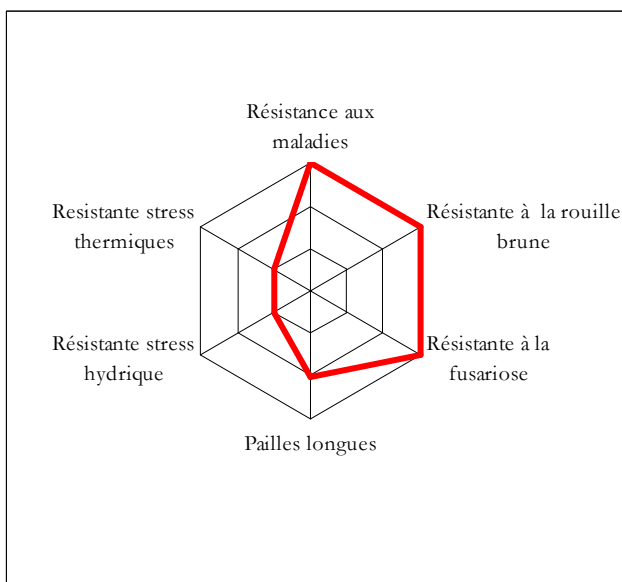 Résistance aux
maladies
Résistante à la rouille
brune
Résistante à la
fusariose
Pailles longues
Résistante stress
hydrique
Resistante stress
thermiques